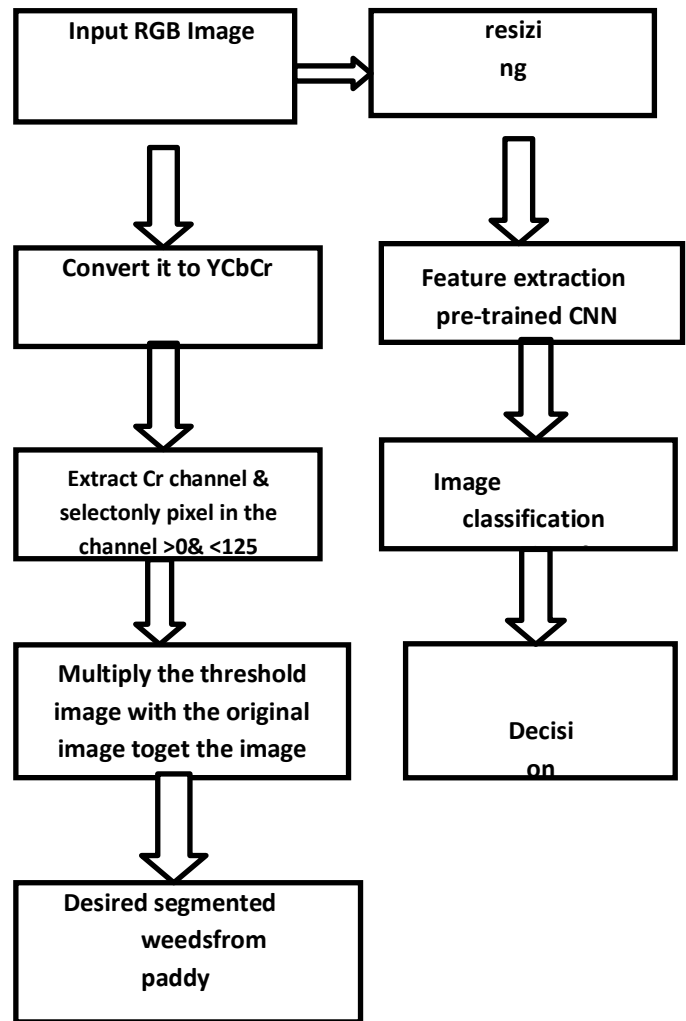 Input RGB Image
resizi
ng
Convert it to YCbCr
Feature extraction
pre-trained CNN
Extract Cr channel &
selectonly pixel in the
channel >0& <125
Image
classification
Multiply the threshold
image with the original
image toget the image
Decisi
on
Desired segmented
weedsfrom
paddy